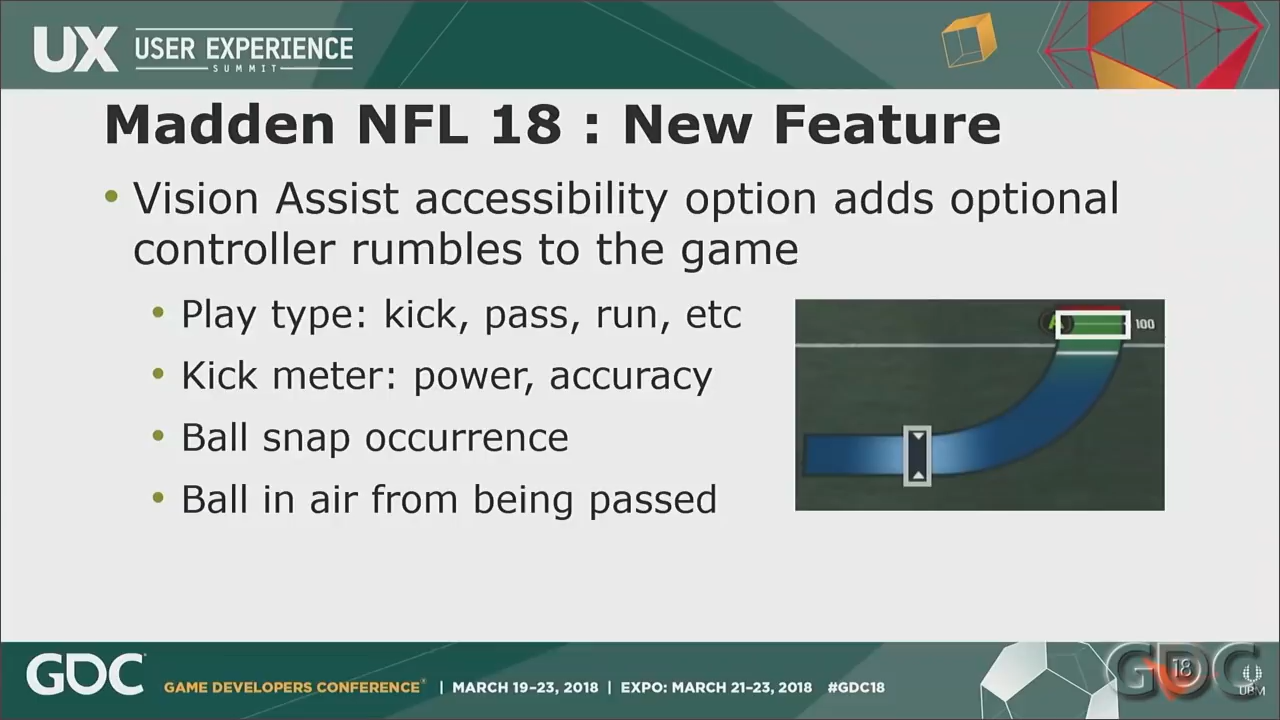 UX USER EXPERIENCE
SUMMIT
Madden NFL 18 : New Feature
• Vision Assist accessibility option adds optional
controller rumbles to the game
• Play type: kick, pass, run, etc
• Kick meter: power, accuracy
• Ball snap occurrence
• Ball in air from being passed
A
100
GDC
GAME DEVELOPERS CONFERENCE® | MARCH 19–23, 2018 | EXPO: MARCH 21–23, 2018 #GDC18
GDC 18
UBM